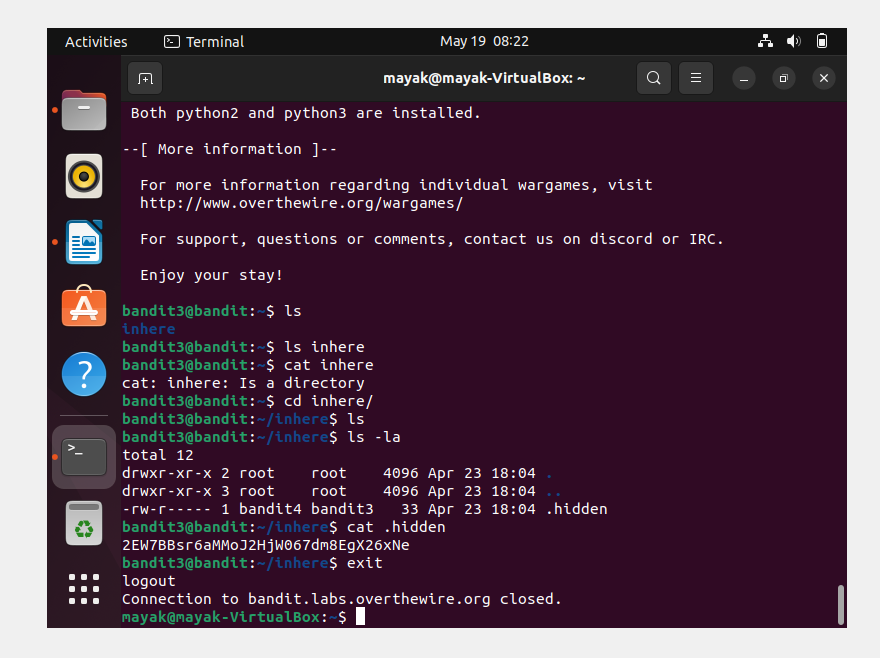 Activities
Terminal
May 19 08:22
mayak@mayak-VirtualBox: ~
Both python2 and python3 are installed.
--[ More information ]--
For more information regarding individual wargames, visit
http://www.overthewire.org/wargames/
For support, questions or comments, contact us on discord or IRC.
Enjoy your stay!
bandit3@bandit:~$ ls
inhere
bandit3@bandit:~$ ls inhere
bandit3@bandit:~$ cat inhere
cat: inhere: Is a directory
bandit3@bandit:~$ cd inhere/
bandit3@bandit:~/inhere$ ls
bandit3@bandit:~/inhere$ ls -la
total 12
drwxr-xr-x 2 root    root    4096 Apr 23 18:04 .
drwxr-xr-x 3 root    root    4096 Apr 23 18:04 ..
-rw-r----- 1 bandit4 bandit3   33 Apr 23 18:04 .hidden
bandit3@bandit:~/inhere$ cat .hidden
2EW7BBsr6aMMoJ2HjW067dm8EgX26xNe
bandit3@bandit:~/inhere$ exit
logout
Connection to bandit.labs.overthewire.org closed.
mayak@mayak-VirtualBox:~$